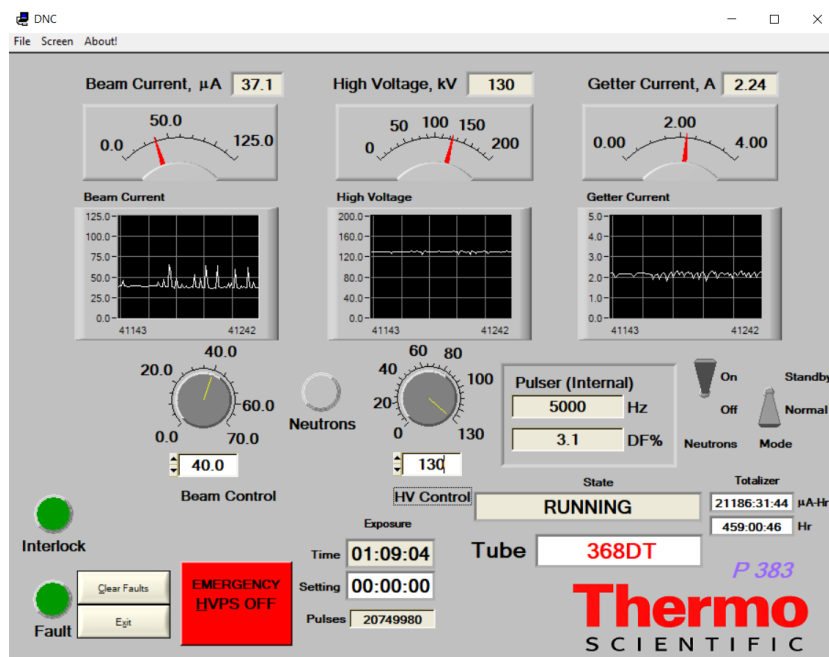 DNC
File Screen About!
Beam Current, µA 37.1
High Voltage, kV 130
Getter Current, A 2.24
0.0 50.0 125.0
0 50 100 150 200
0.00 2.00 4.00
Beam Current
125.0
100.0
75.0
50.0
25.0
0.0
41143 41242
High Voltage
200.0
160.0
120.0
80.0
40.0
0.0
41143 41242
Getter Current
5.0
4.0
3.0
2.0
1.0
0.0
41143 41242
0.0 20.0 40.0 60.0 70.0
40.0
Beam Control
Neutrons
0 20 40 60 80 100 130
130
HV Control
Pulser (Internal)
5000 Hz
3.1 DF%
On
Off
Neutrons
Standby
Normal
Mode
Interlock
Fault
Clear Faults
Exit
EMERGENCY
HVPS OFF
Exposure
Time 01:09:04
Setting 00:00:00
Pulses 20749980
State
RUNNING
Totalizer
21186:31:44 µA-Hr
459:00:46 Hr
Tube 368DT
P 383
Thermo
SCIENTIFIC